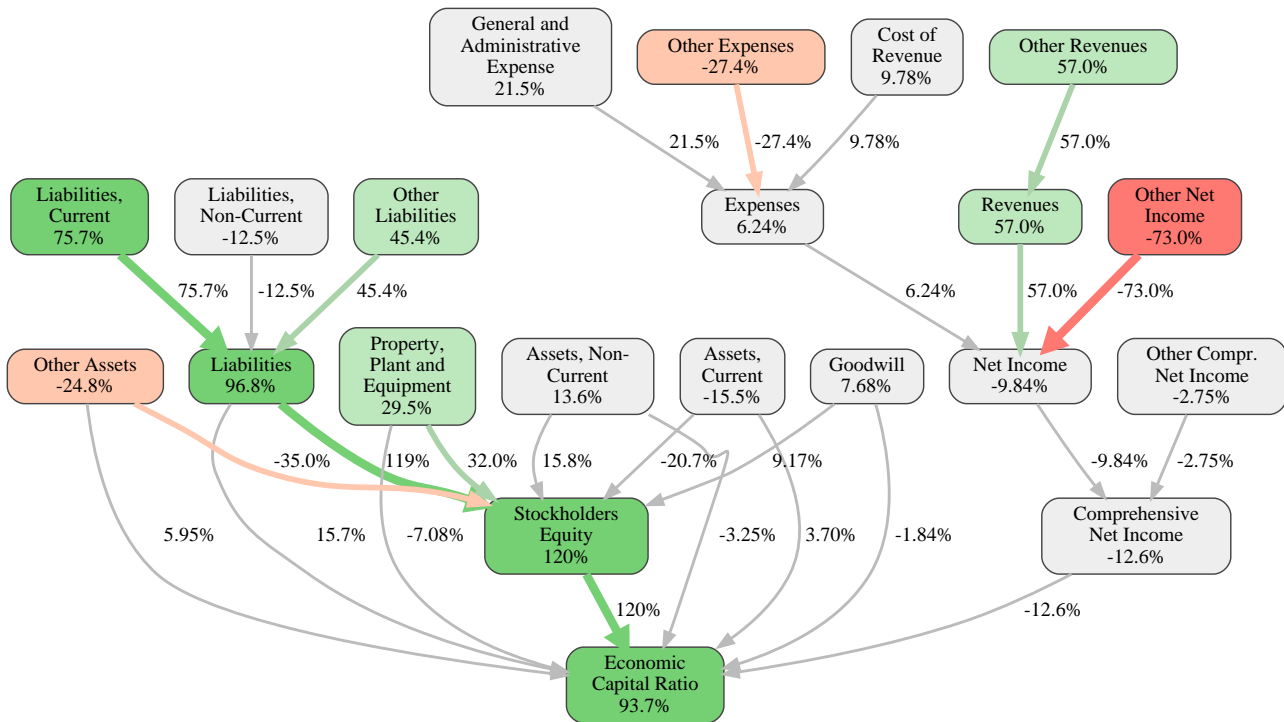 General and
Administrative
Expense
21.5%
Other Expenses
-27.4%
Cost of
Revenue
9.78%
Other Revenues
57.0%
21.5%
-27.4%
9.78%
57.0%
Liabilities,
Current
75.7%
Liabilities,
Non-Current
-12.5%
Other
Liabilities
45.4%
Expenses
6.24%
Revenues
57.0%
Other Net
Income
-73.0%
75.7%
-12.5%
45.4%
6.24%
57.0%
-73.0%
Other Assets
-24.8%
Liabilities
96.8%
Property,
Plant and
Equipment
29.5%
Assets, Non-
Current
13.6%
Assets,
Current
-15.5%
Goodwill
7.68%
Net Income
-9.84%
Other Compr.
Net Income
-2.75%
-35.0%
119%
32.0%
15.8%
-20.7%
9.17%
-9.84%
-2.75%
Stockholders
Equity
120%
Comprehensive
Net Income
-12.6%
5.95%
15.7%
-7.08%
-3.25%
3.70%
-1.84%
120%
-12.6%
Economic
Capital Ratio
93.7%